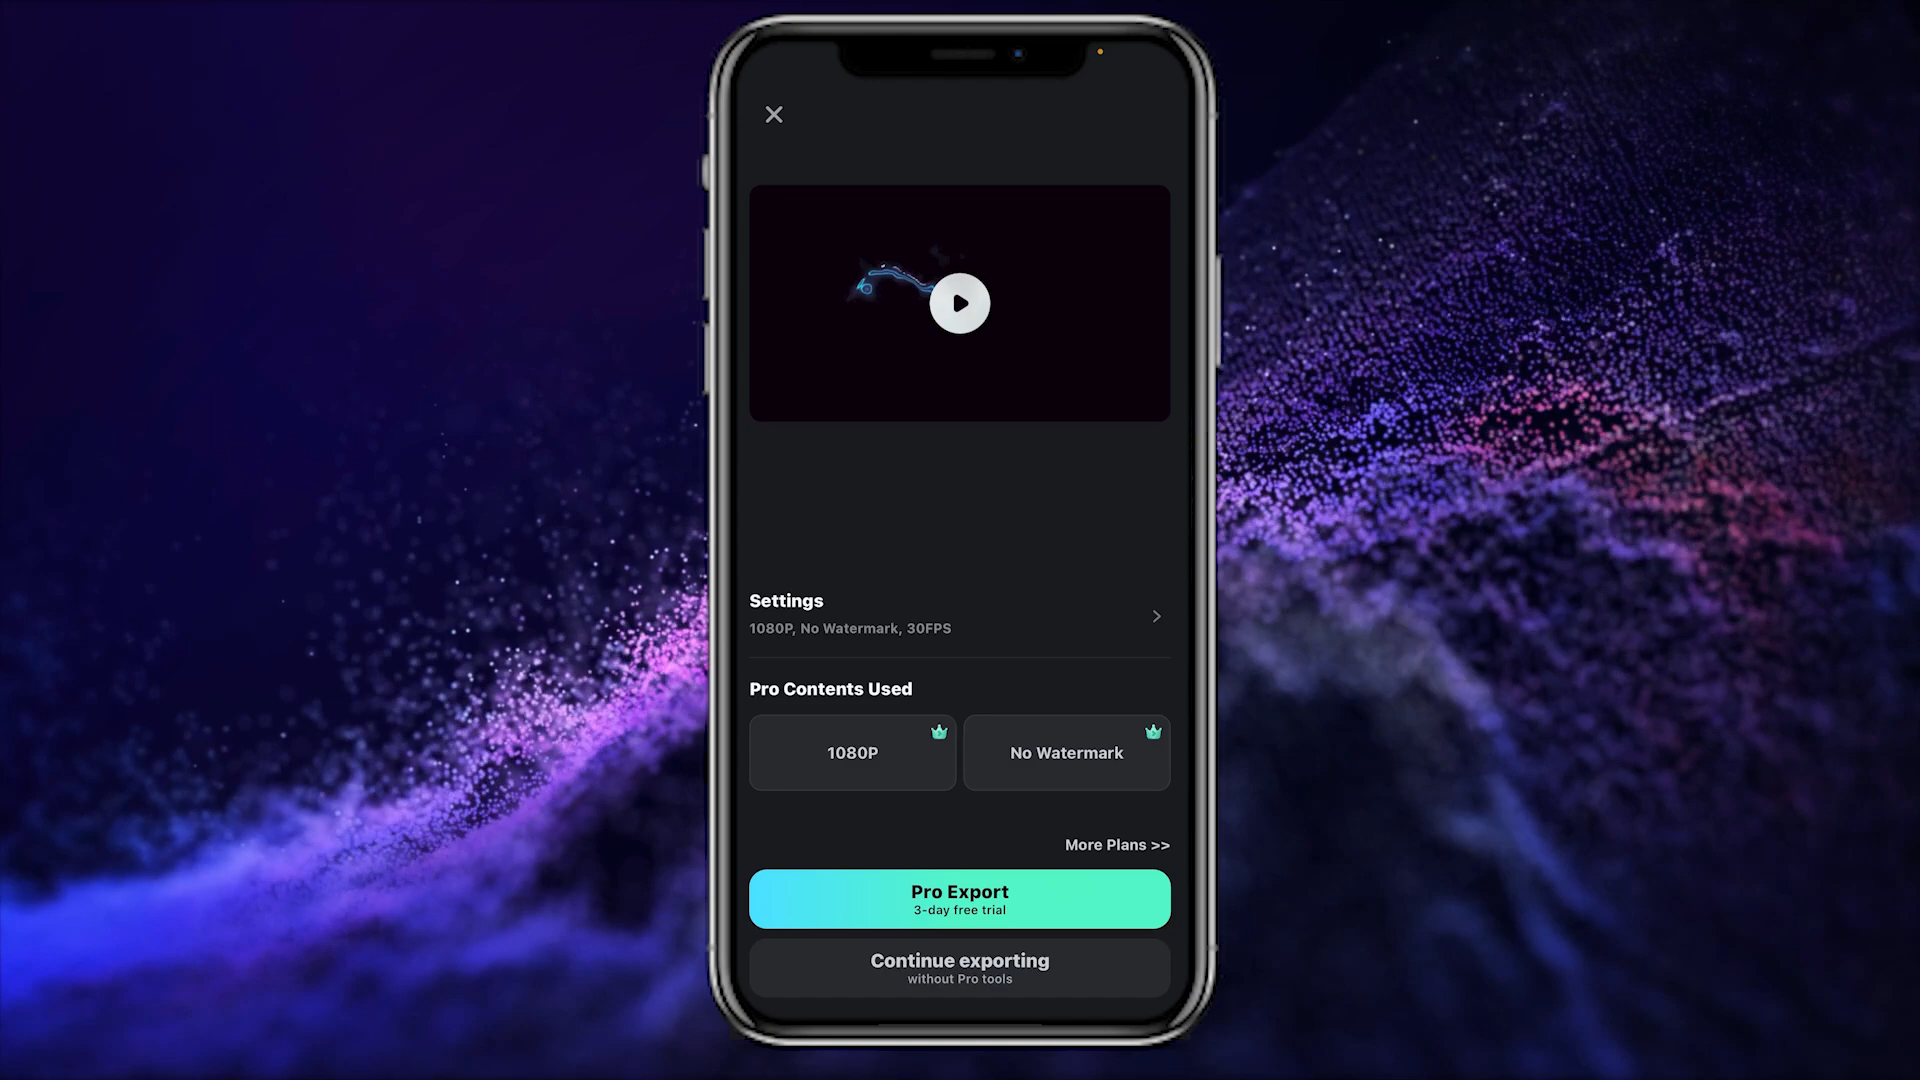 Settings
1080P, No Watermark, 30FPS
Pro Contents Used
1080P
No Watermark
More Plans >>
Pro Export
3-day free trial
Continue exporting
without Pro tools